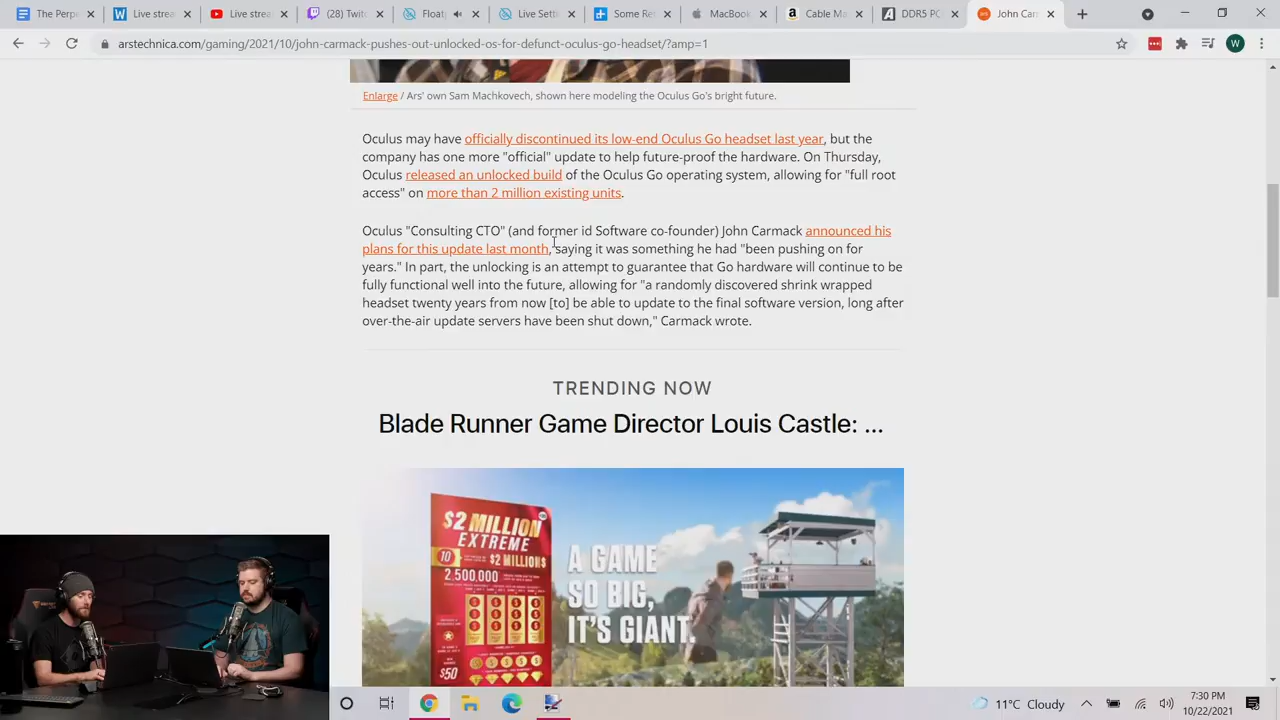 The Perpe
Live stream
Live stream
(28) Twitc
Floatp
Live Sett
Some Re
MacBook
Cable Ma
DDR5 PC
John Car
arstechnica.com/gaming/2021/10/john-carmack-pushes-out-unlocked-os-for-defunct-oculus-go-headset/?amp=1
W
Enlarge / Ars' own Sam Machkovech, shown here modeling the Oculus Go's bright future.
Oculus may have officially discontinued its low-end Oculus Go headset last year, but the
company has one more "official" update to help future-proof the hardware. On Thursday,
Oculus released an unlocked build of the Oculus Go operating system, allowing for "full root
access" on more than 2 million existing units.
Oculus "Consulting CTO" (and former id Software co-founder) John Carmack announced his
plans for this update last month, saying it was something he had "been pushing on for
years." In part, the unlocking is an attempt to guarantee that Go hardware will continue to be
fully functional well into the future, allowing for "a randomly discovered shrink wrapped
headset twenty years from now [to] be able to update to the final software version, long after
over-the-air update servers have been shut down," Carmack wrote.
TRENDING NOW
Blade Runner Game Director Louis Castle: ...
$2 MILLION
EXTREME
10
$2 MILLIONS
2,500,000
$50
A GAME
SO BIG,
IT'S GIANT.
11°C Cloudy
7:30 PM
10/22/2021